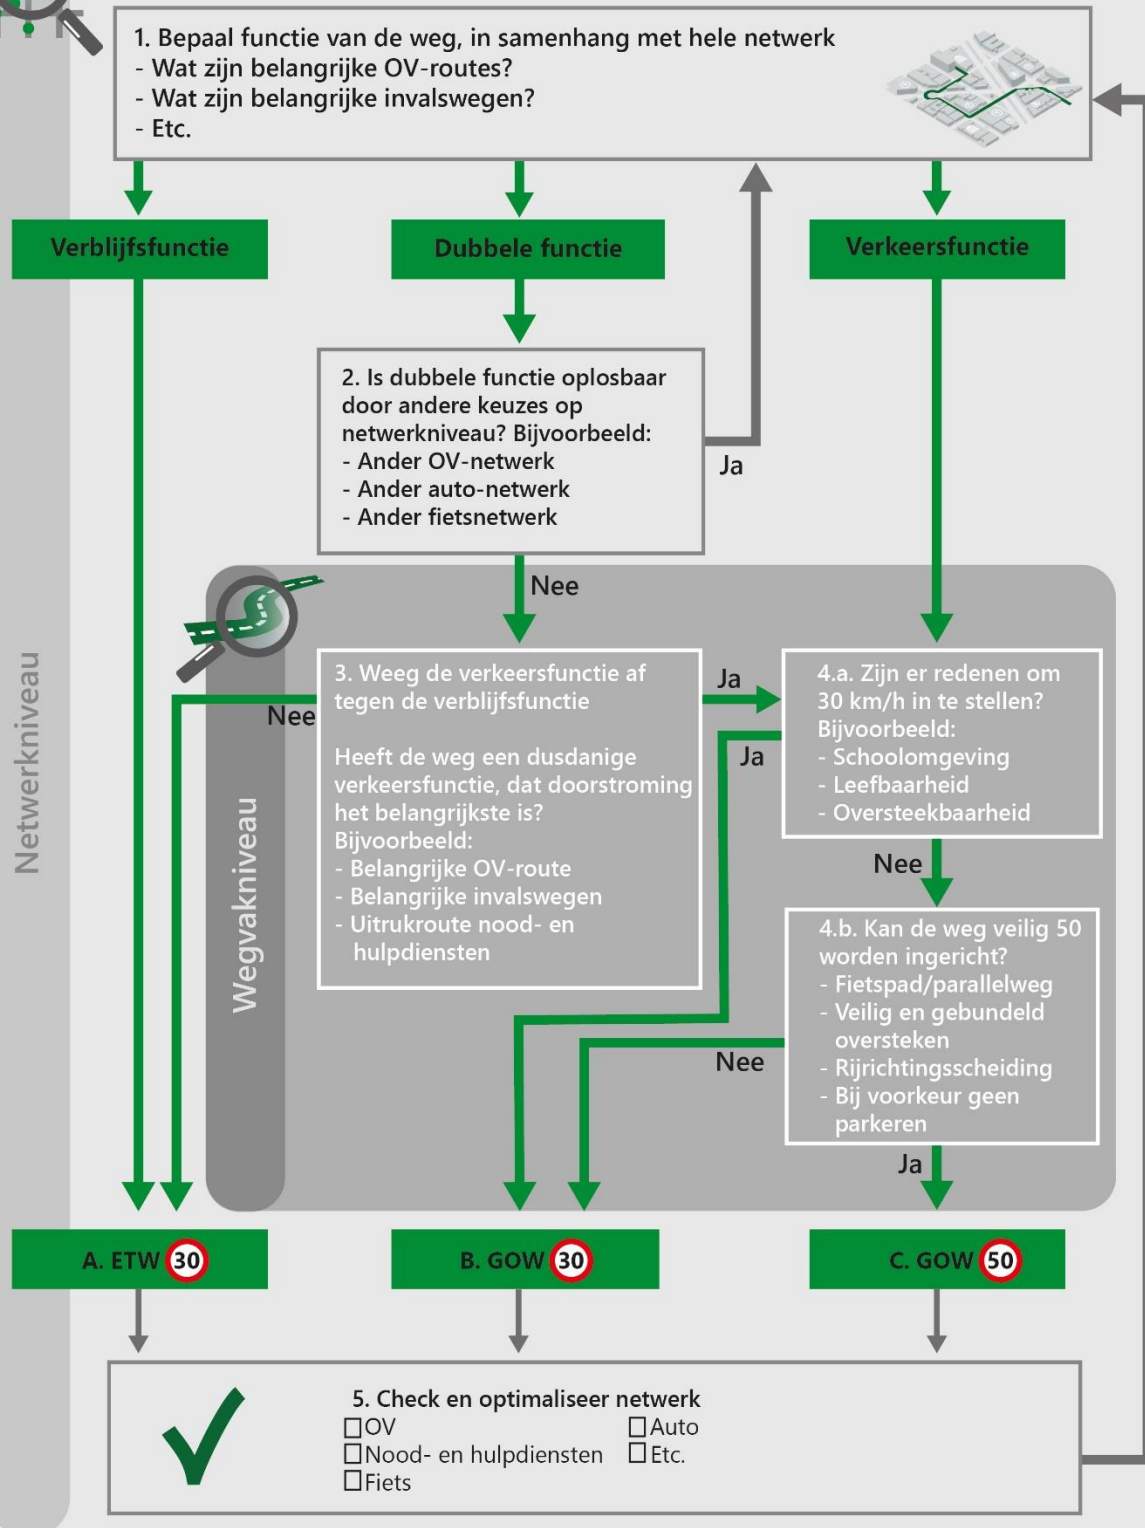 1. Bepaal functie van de weg, in samenhang met hele netwerk
- Wat zijn belangrijke OV-routes?
- Wat zijn belangrijke invalswegen?
- Etc.
Verblijfsfunctie
Dubbele functie
Verkeersfunctie
2. Is dubbele functie oplosbaar
door andere keuzes op
netwerkniveau? Bijvoorbeeld:
- Ander OV-netwerk
- Ander auto-netwerk
- Ander fietsnetwerk
Ja
Nee
Netwerkniveau
Wegvakniveau
3. Weeg de verkeersfunctie af
tegen de verblijfsfunctie
Heeft de weg een dusdanige
verkeersfunctie, dat doorstroming
het belangrijkste is?
Bijvoorbeeld:
- Belangrijke OV-route
- Belangrijke invalswegen
- Uitrukroute nood- en
hulpdiensten
Nee
Ja
4.a. Zijn er redenen om
30 km/h in te stellen?
Bijvoorbeeld:
- Schoolomgeving
- Leefbaarheid
- Oversteekbaarheid
Ja
Nee
4.b. Kan de weg veilig 50
worden ingericht?
- Fietspad/parallelweg
- Veilig en gebundeld
oversteken
- Rijrichtingsscheiding
- Bij voorkeur geen
parkeren
Nee
Ja
A. ETW 30
B. GOW 30
C. GOW 50
5. Check en optimaliseer netwerk
OV
Auto
Nood- en hulpdiensten
Etc.
Fiets